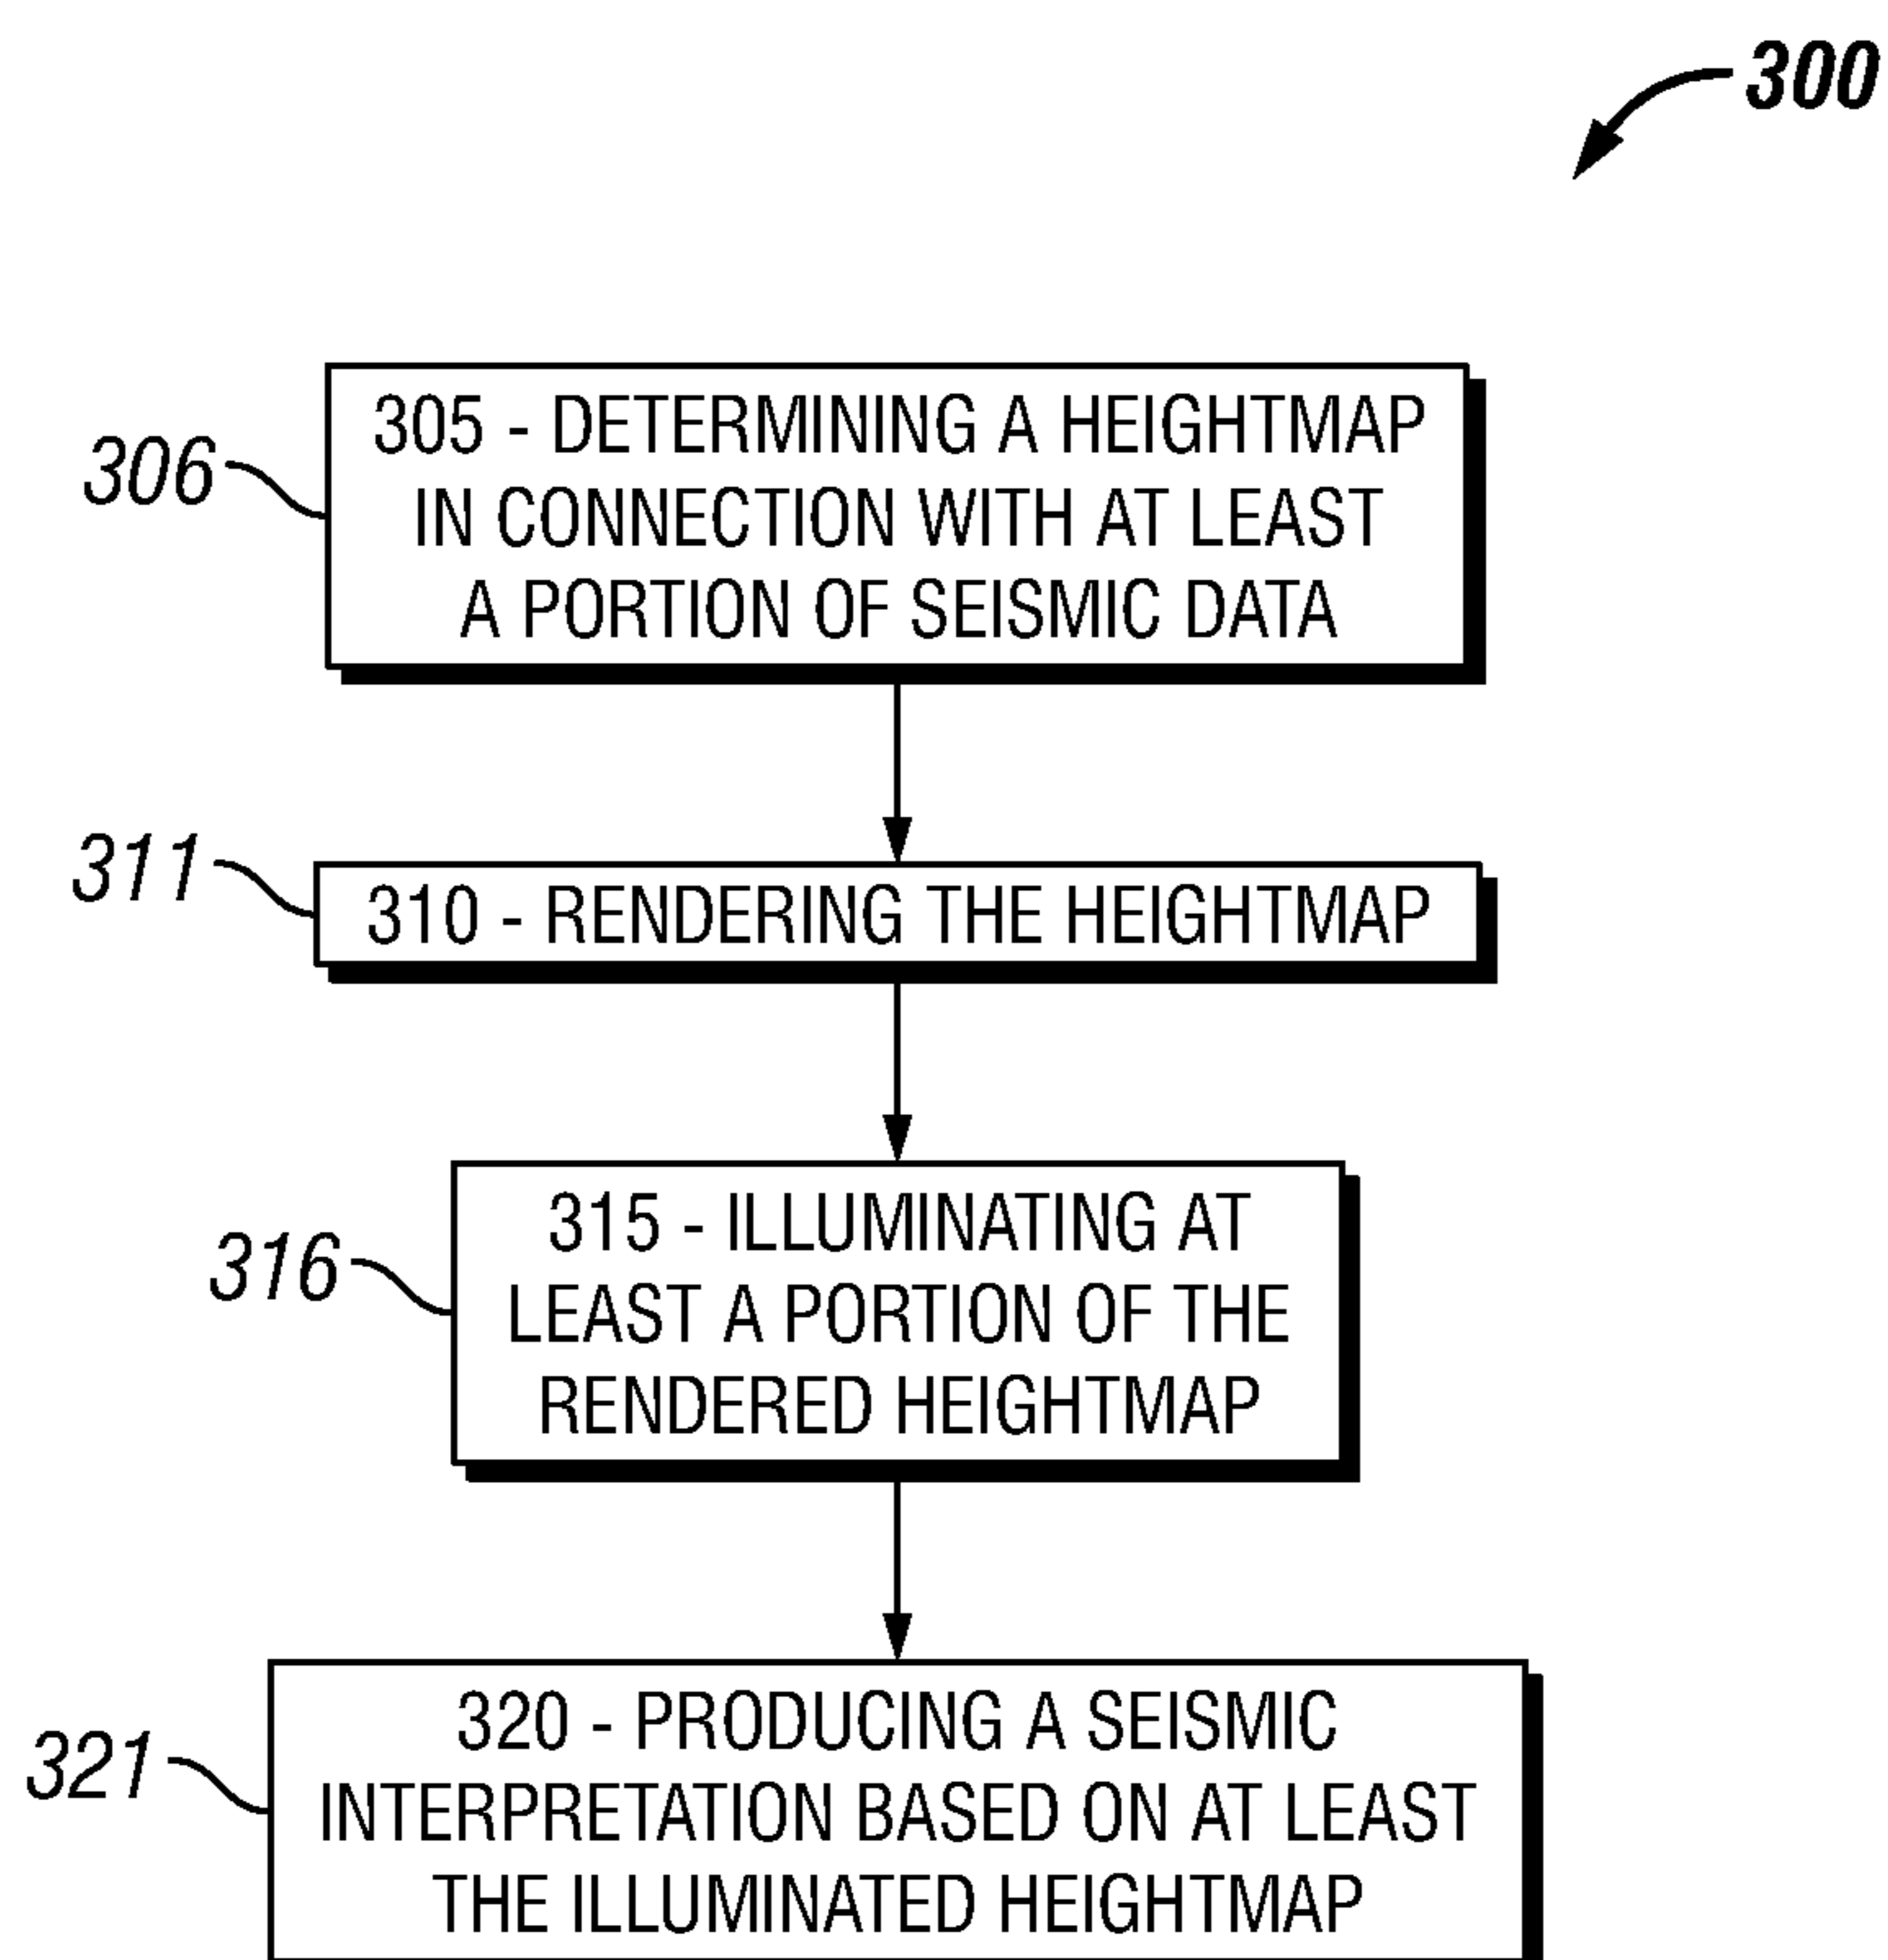 300
306
305 - DETERMINING A HEIGHTMAP
IN CONNECTION WITH AT LEAST
A PORTION OF SEISMIC DATA
311
310 - RENDERING THE HEIGHTMAP
316
315 - ILLUMINATING AT
LEAST A PORTION OF THE
RENDERED HEIGHTMAP
321
320 - PRODUCING A SEISMIC
INTERPRETATION BASED ON AT LEAST
THE ILLUMINATED HEIGHTMAP